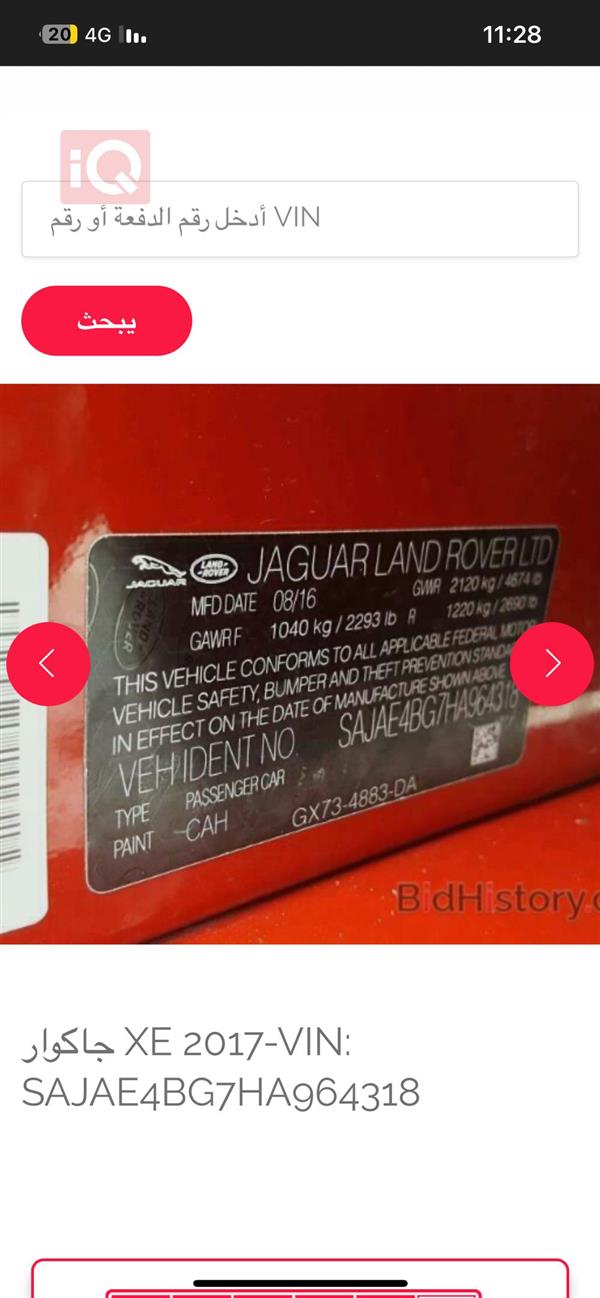 20 4G 11:28
iQ
أدخل رقم الدفعة أو رقم VIN
يبحث
JAGUAR LAND-ROVER JAGUAR LAND ROVER LTD
MFD DATE 08/16 GWR 2120 kg / 4674 lb
GAWR F 1040 kg / 2293 lb R 1220 kg / 2690 lb
THIS VEHICLE CONFORMS TO ALL APPLICABLE FEDERAL MOTOR
VEHICLE SAFETY, BUMPER AND THEFT PREVENTION
IN EFFECT ON THE DATE OF MANUFACTURE SHOWN ABOVE
VEH IDENT NO. SAJAE4BG7HA964318
TYPE PASSENGER CAR
PAINT CAH GX73-4883-DA
BidHistory.
جاكوار XE 2017-VIN:
SAJAE4BG7HA964318